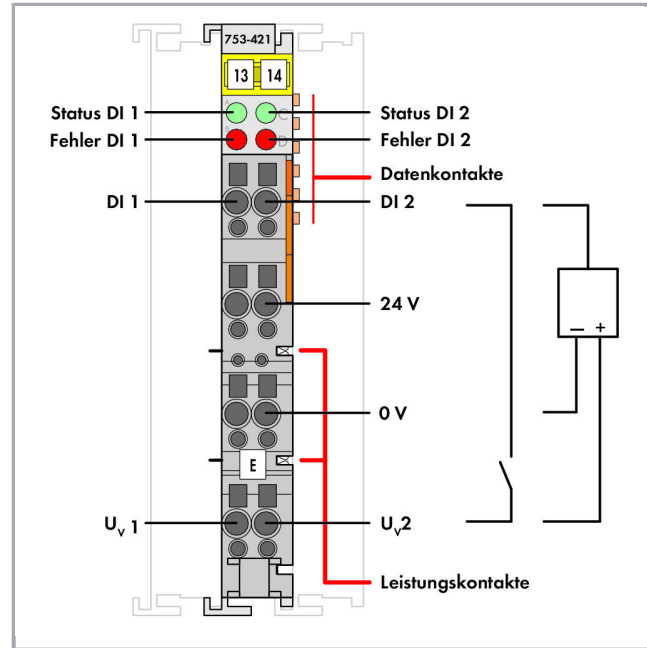 753-421
13 14
A C
Status DI 1 Status DI 2
Fehler DI 1 D Fehler DI 2
Datenkontakte
DI 1 DI 2
24 V
– +
0 V
E
UV 1 UV2
Leistungskontakte